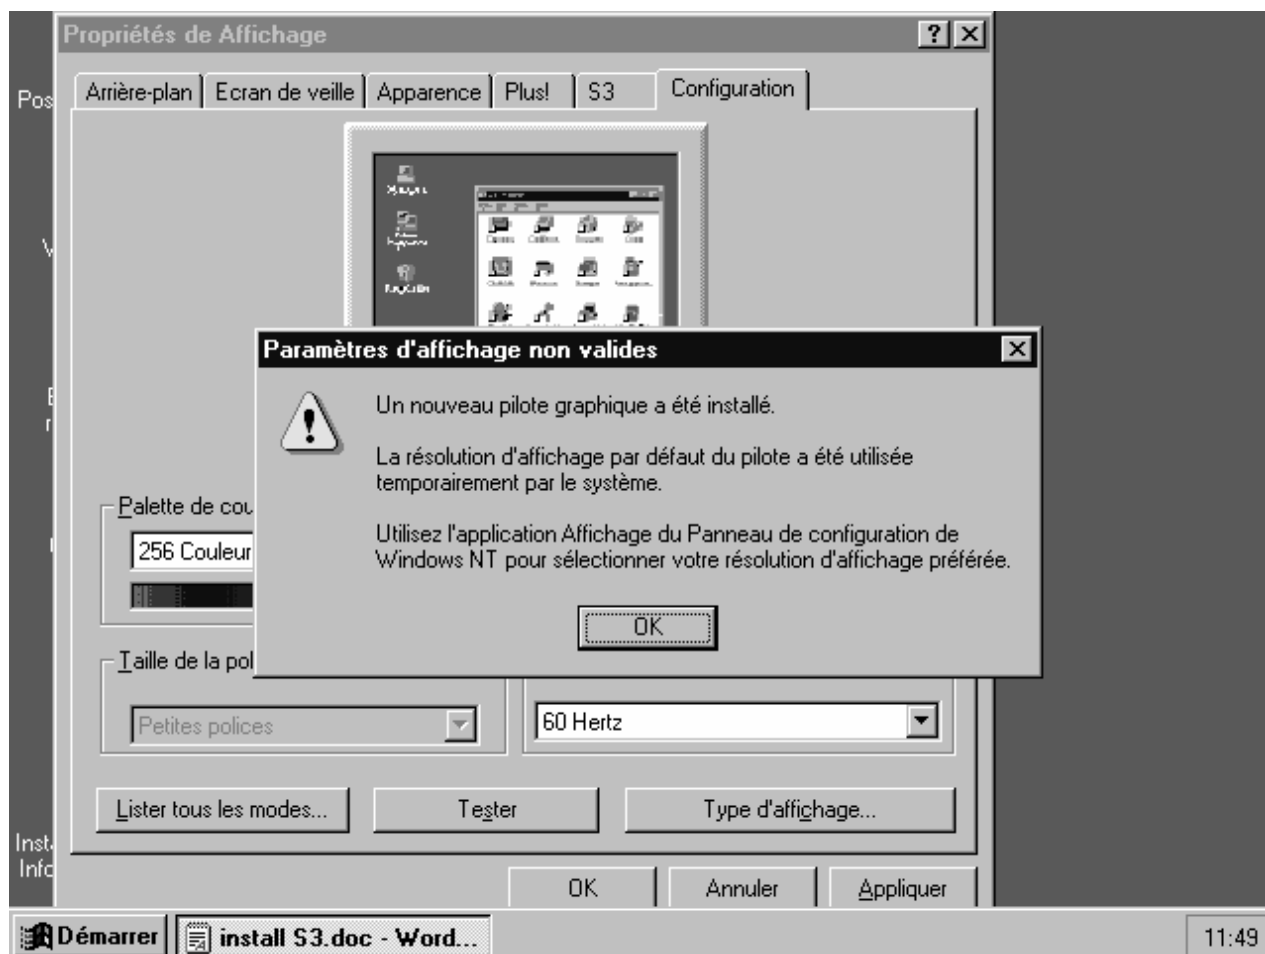 Propriétés de Affichage
Arrière-plan Ecran de veille Apparence Plus! S3 Configuration
Pos
V
Paramètres d'affichage non valides
Un nouveau pilote graphique a été installé.
La résolution d'affichage par défaut du pilote a été utilisée
temporairement par le système.
Utilisez l'application Affichage du Panneau de configuration de
Windows NT pour sélectionner votre résolution d'affichage préférée.
OK
Palette de cou
256 Couleur
Taille de la pol
Petites polices
60 Hertz
Lister tous les modes... Tester Type d'affichage...
Inst
Info
OK Annuler Appliquer
Démarrer install S3.doc - Word... 11:49